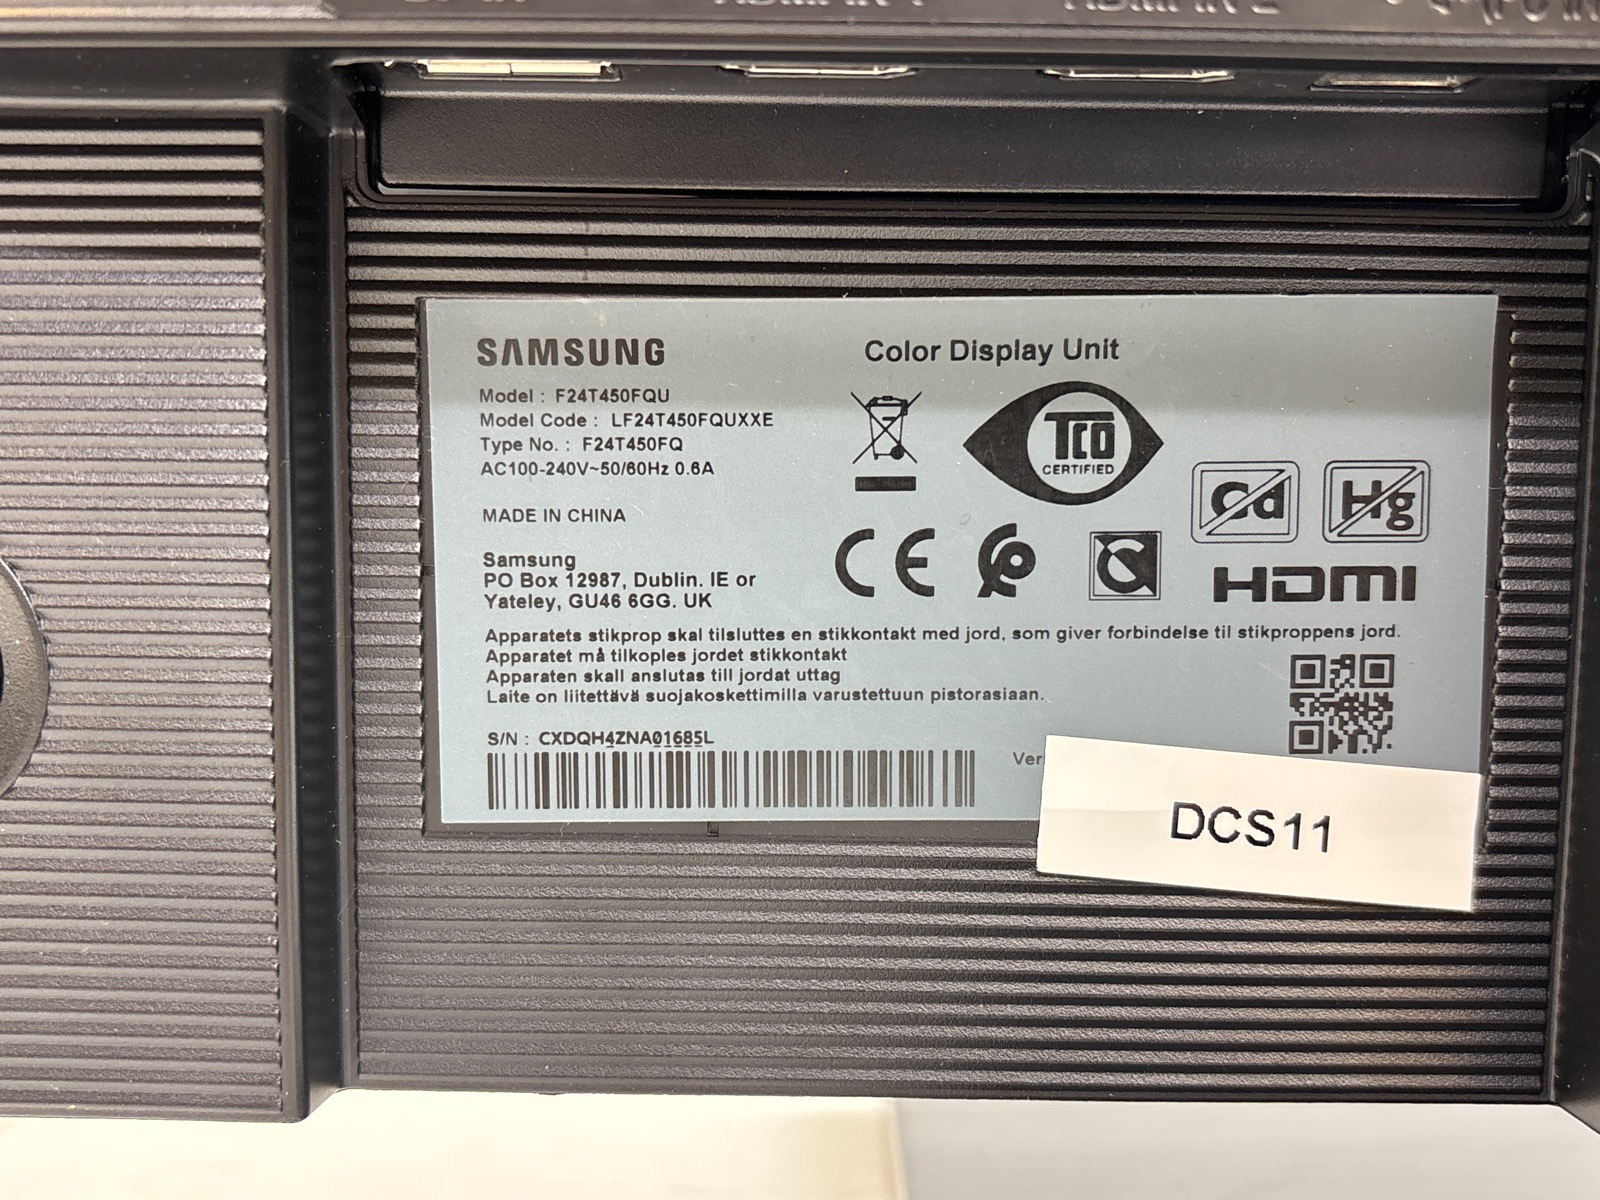 SAMSUNG
Color Display Unit
Model : F24T450FQU
Model Code : LF24T450FQUXXE
Type No. : F24T450FQ
AC100-240V~50/60Hz 0.6A
TCO
CERTIFIED
Cd
Hg
MADE IN CHINA
CE
HDMI
Samsung
PO Box 12987, Dublin. IE or
Yateley, GU46 6GG. UK
Apparatets stikprop skal tilsluttes en stikkontakt med jord, som giver forbindelse til stikproppens jord.
Apparatet må tilkoples jordet stikkontakt
Apparaten skall anslutas till jordat uttag
Laite on liitettävä suojakoskettimilla varustettuun pistorasiaan.
S/N : CXDQH4ZNA01685L
DCS11